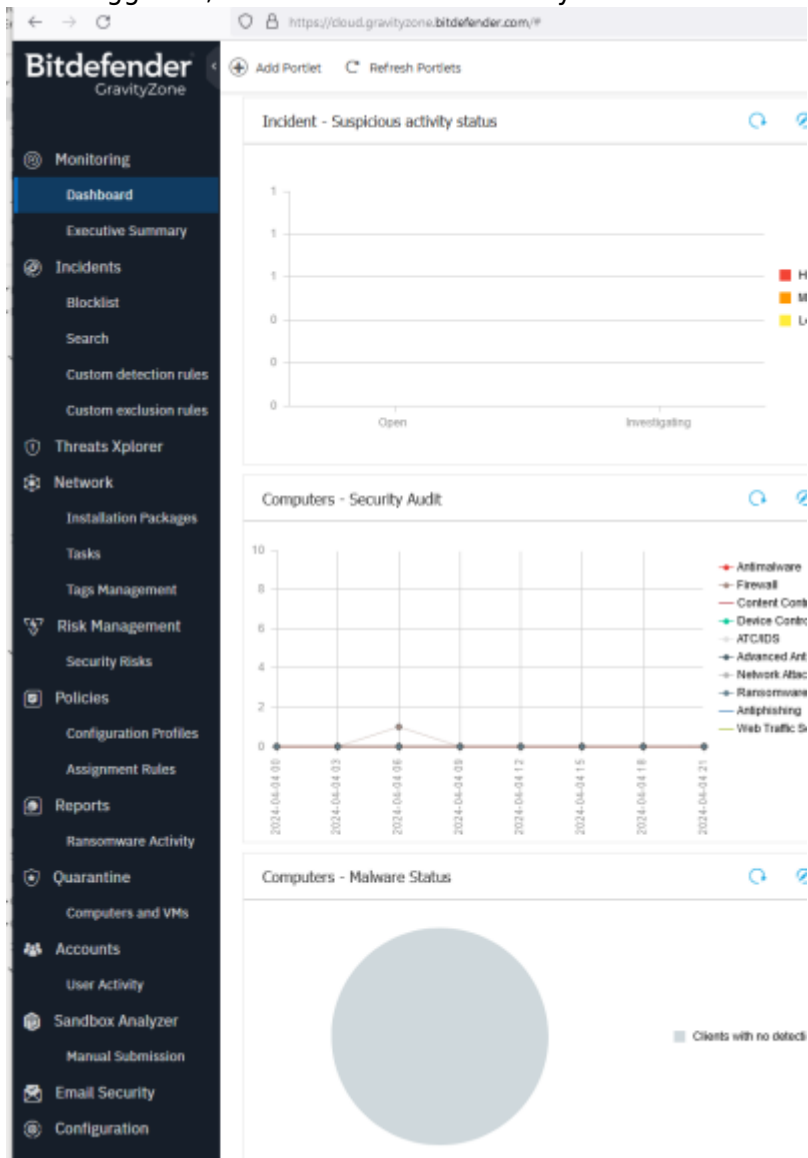 https://cloud.gravityzone.bitdefender.com/#
Bitdefender
GravityZone
Add Portlet
Refresh Portlets
Monitoring
Dashboard
Executive Summary
Incidents
Blocklist
Search
Custom detection rules
Custom exclusion rules
Threats Xplorer
Network
Installation Packages
Tasks
Tags Management
Risk Management
Security Risks
Policies
Configuration Profiles
Assignment Rules
Reports
Ransomware Activity
Quarantine
Computers and VMs
Accounts
User Activity
Sandbox Analyzer
Manual Submission
Email Security
Configuration
Incident - Suspicious activity status
1
1
1
0
0
0
Open
Investigating
H
M
Computers - Security Audit
10
8
6
4
2
0
2024-04-04 00
2024-04-04 03
2024-04-04 06
2024-04-04 09
2024-04-04 12
2024-04-04 15
2024-04-04 18
2024-04-04 21
Antimalware
Firewall
Content Contr
Device Contro
ATC/IDS
Advanced Anti
Network Attac
Ransomware
Antiphishing
Web Traffic S
Computers - Malware Status
Clients with no detecti